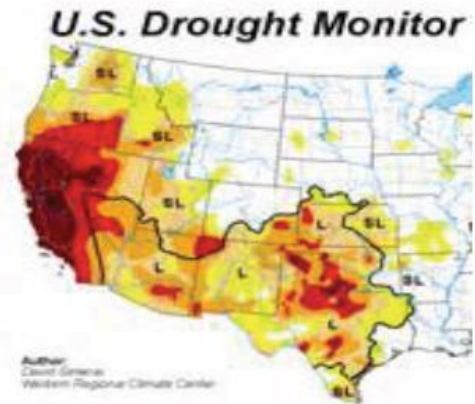 U.S. Drought Monitor
L
SL
SL
SL
SL
L
SL
L
L
SL
L
SL
Author:
David Simeral
Western Regional Climate Center